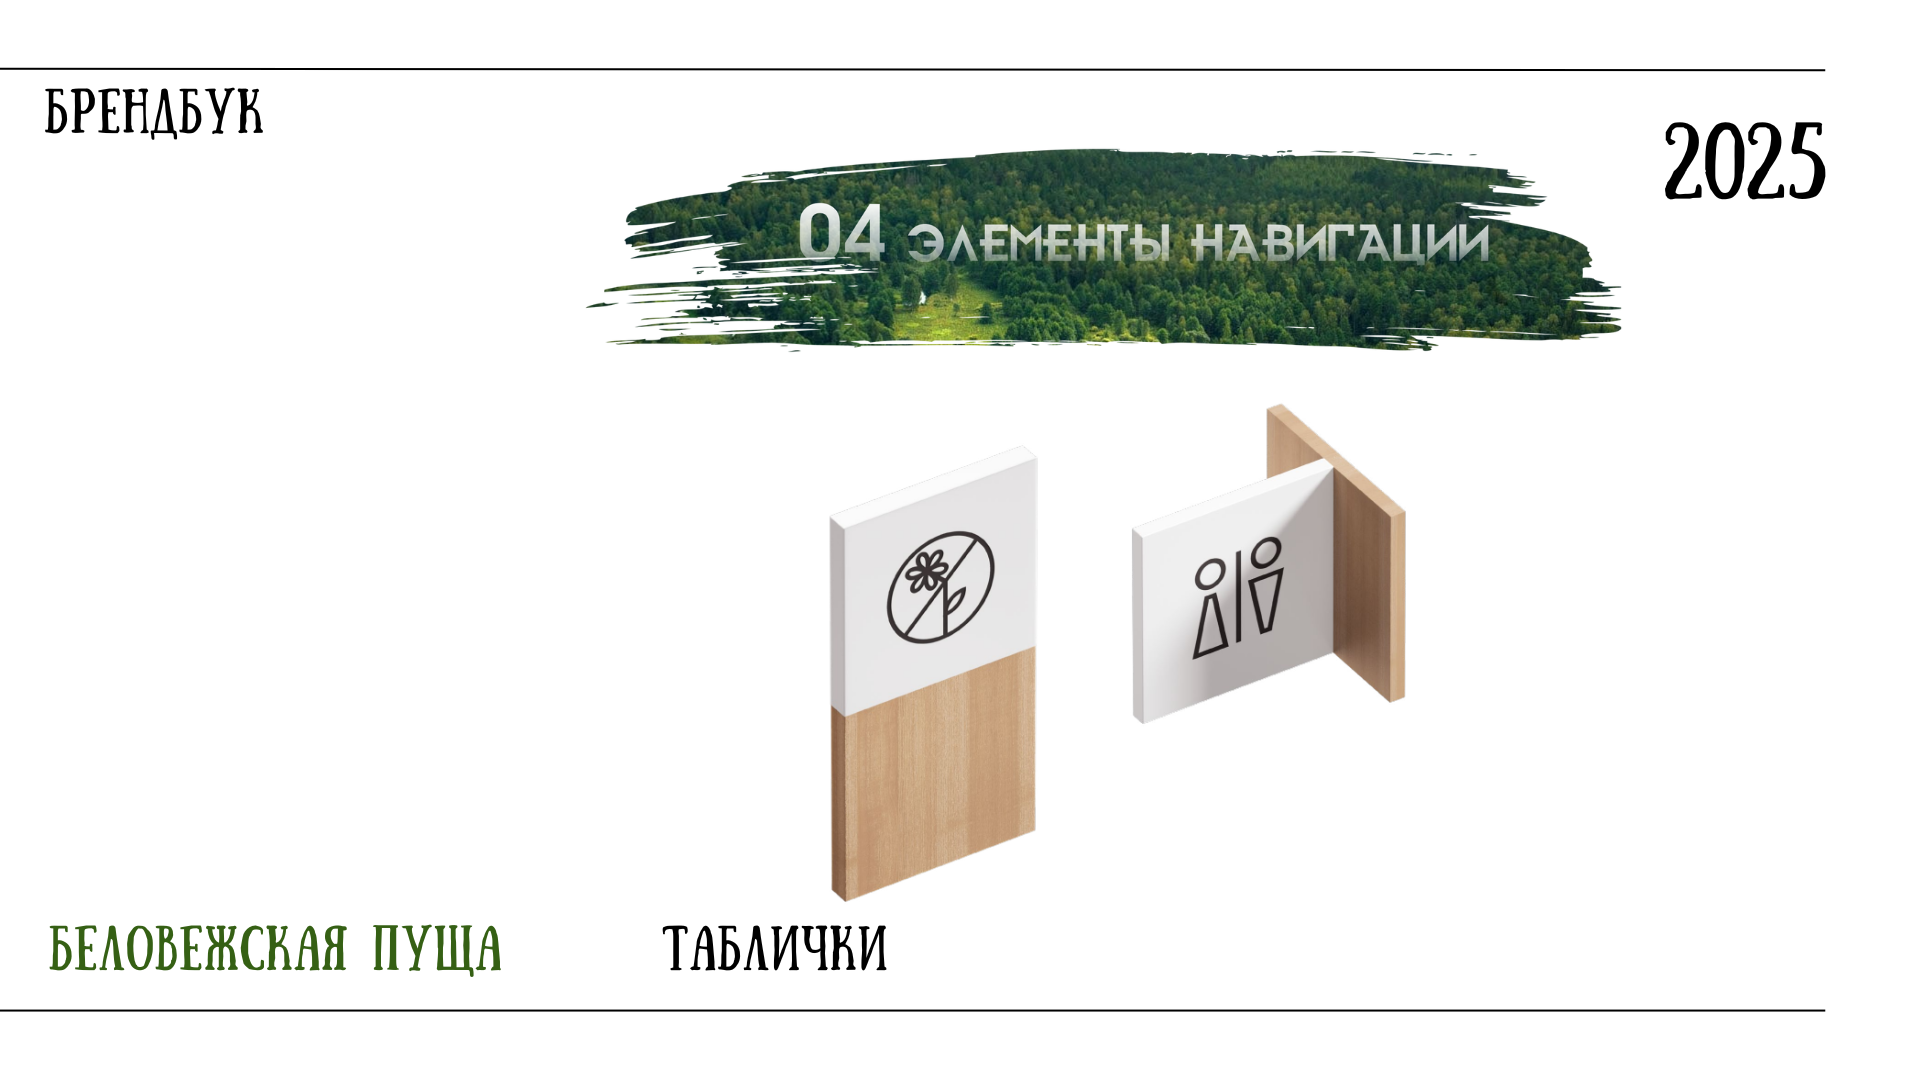 БРЕНДБУК
2025
04 ЭЛЕМЕНТЫ НАВИГАЦИИ
БЕЛОВЕЖСКАЯ ПУЩА
ТАБЛИЧКИ